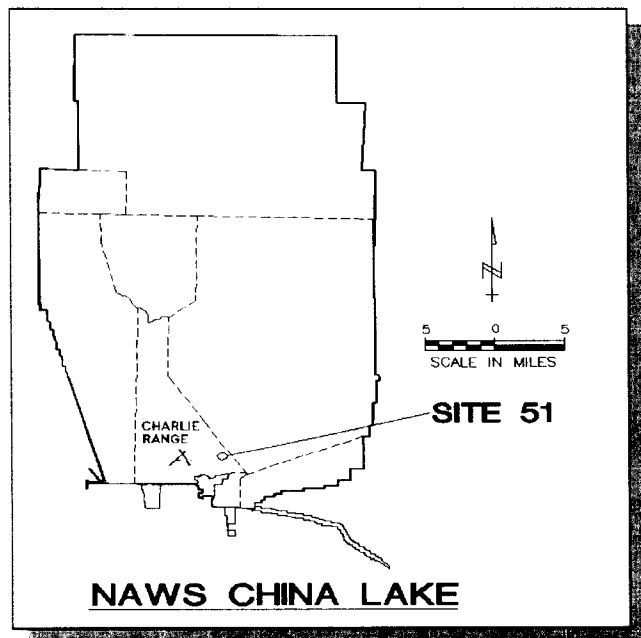 N
5 0 5
SCALE IN MILES
CHARLIE
RANGE
SITE 51
NAWS CHINA LAKE